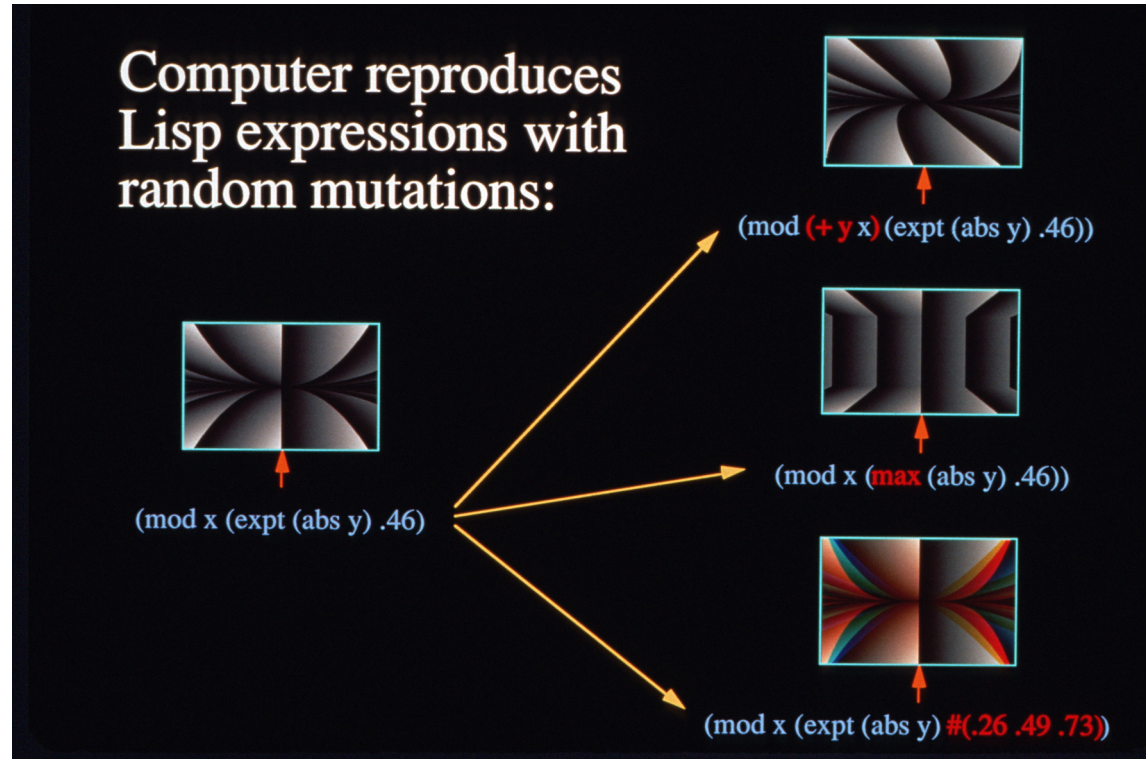 Computer reproduces
Lisp expressions with
random mutations:
(mod (+ y x) (expt (abs y) .46))
(mod x (max (abs y) .46))
(mod x (expt (abs y) .46)
(mod x (expt (abs y) #(.26 .49 .73))